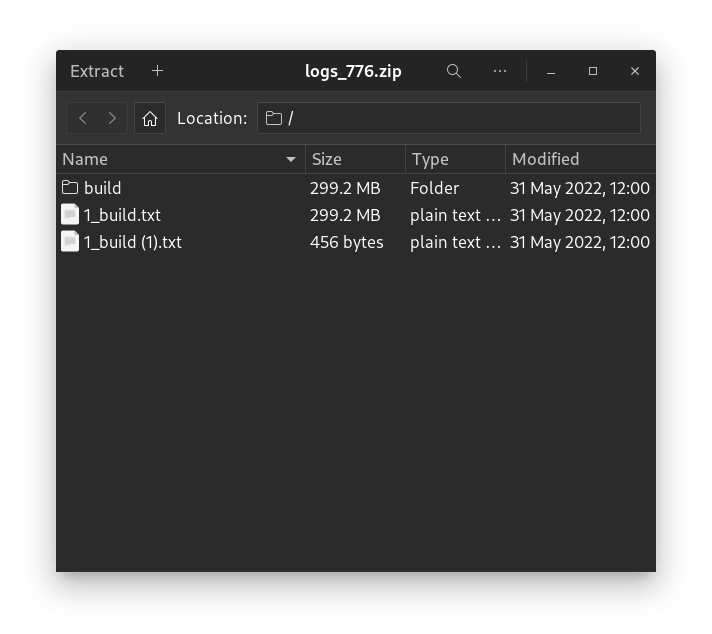 Extract + logs_776.zip
Location: /
Name Size Type Modified
build 299.2 MB Folder 31 May 2022, 12:00
1_build.txt 299.2 MB plain text ... 31 May 2022, 12:00
1_build (1).txt 456 bytes plain text ... 31 May 2022, 12:00